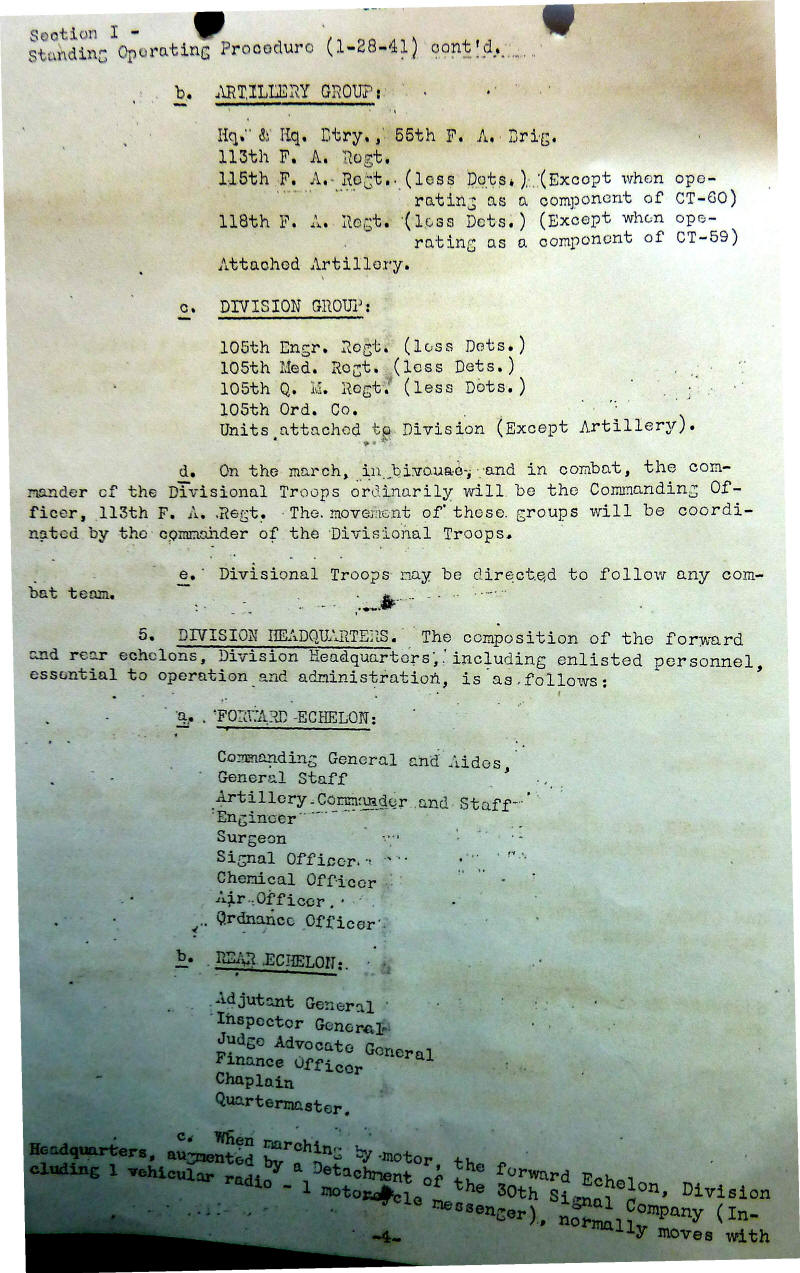 Section I -
Standing Operating Procedure (1-28-41) cont'd.
b. ARTILLERY GROUP:
Hq. & Hq. Btry., 55th F. A. Brig.
113th F. A. Regt.
115th F. A. Regt. (less Dets.) (Except when ope-
rating as a component of CT-60)
118th F. A. Regt. (less Dets.) (Except when ope-
rating as a component of CT-59)
Attached Artillery.
c. DIVISION GROUP:
105th Engr. Regt. (less Dets.)
105th Med. Regt. (less Dets.)
105th Q. M. Regt. (less Dets.)
105th Ord. Co.
Units attached to Division (Except Artillery).
d. On the march, in bivouac, and in combat, the com-
mander of the Divisional Troops ordinarily will be the Commanding Of-
ficer, 113th F. A. Regt. The movement of these groups will be coordi-
nated by the commander of the Divisional Troops.
e. Divisional Troops may be directed to follow any com-
bat team.
5. DIVISION HEADQUARTERS. The composition of the forward
and rear echelons, Division Headquarters, including enlisted personnel,
essential to operation and administration, is as follows:
a. FORWARD ECHELON:
Commanding General and Aides,
General Staff
Artillery Commander and Staff
Engineer
Surgeon
Signal Officer
Chemical Officer
Air Officer
Ordnance Officer
b. REAR ECHELON:
Adjutant General
Inspector General
Judge Advocate General
Finance Officer
Chaplain
Quartermaster.
c. When marching by motor, the forward Echelon, Division
Headquarters, augmented by a Detachment of the 30th Signal Company (In-
cluding 1 vehicular radio - 1 motorcycle messenger), normally moves with
-4-